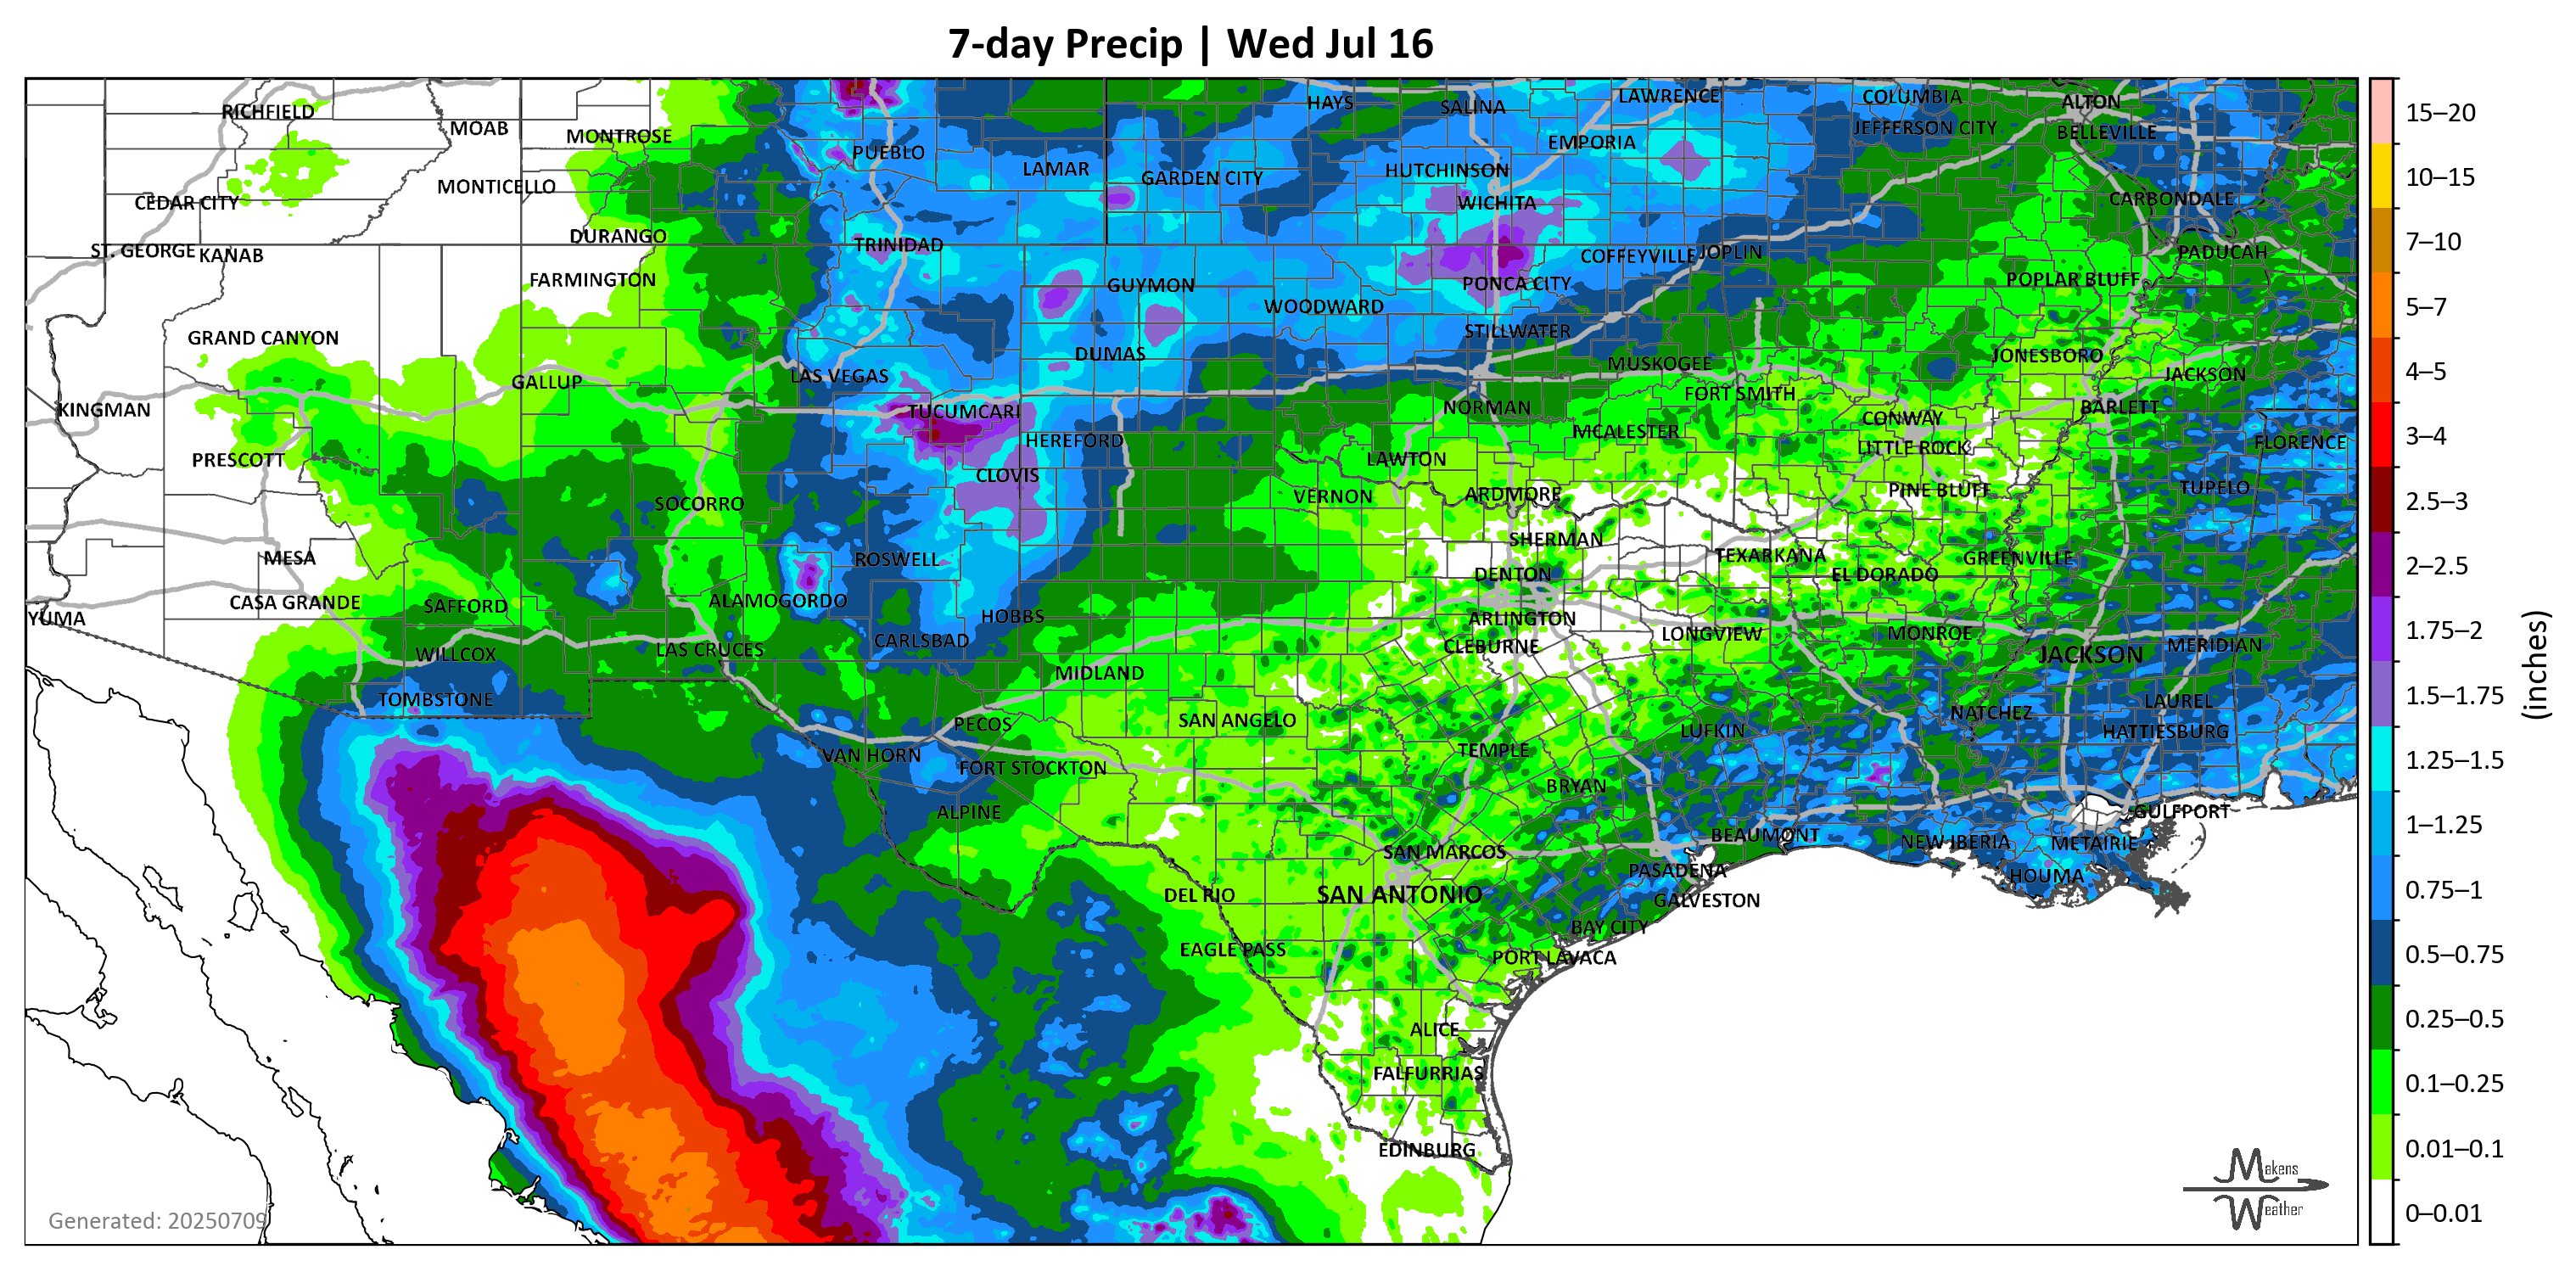 7-day Precip | Wed Jul 16
RICHFIELD
MOAB
MONTROSE
PUEBLO
LAMAR
GARDEN CITY
HAYS
SALINA
LAWRENCE
EMPORIA
HUTCHINSON
WICHITA
COLUMBIA
JEFFERSON CITY
ALTON
BELLEVILLE
CARBONDALE
PADUCAH
CEDAR CITY
MONTICELLO
ST. GEORGE
KANAB
DURANGO
TRINIDAD
FARMINGTON
GUYMON
WOODWARD
PONCA CITY
COFFEYVILLE
JOPLIN
POPLAR BLUFF
GRAND CANYON
STILLWATER
DUMAS
MUSKOGEE
JONESBORO
JACKSON
GALLUP
LAS VEGAS
KINGMAN
TUCUMCARI
NORMAN
FORT SMITH
CONWAY
BARLETT
HEREFORD
MCALESTER
LITTLE ROCK
FLORENCE
PRESCOTT
CLOVIS
LAWTON
SOCORRO
VERNON
ARDMORE
PINE BLUFF
TUPELO
MESA
ROSWELL
SHERMAN
TEXARKANA
GREENVILLE
DENTON
EL DORADO
CASA GRANDE
SAFFORD
ALAMOGORDO
YUMA
HOBBS
ARLINGTON
CARLSBAD
CLEBURNE
LONGVIEW
MONROE
WILLCOX
LAS CRUCES
JACKSON
MERIDIAN
MIDLAND
TOMBSTONE
LAUREL
PECOS
SAN ANGELO
NATCHEZ
LUFKIN
HATTIESBURG
VAN HORN
FORT STOCKTON
TEMPLE
BRYAN
ALPINE
GULFPORT
BEAUMONT
NEW IBERIA
METAIRIE
SAN MARCOS
PASADENA
HOUMA
DEL RIO
SAN ANTONIO
GALVESTON
BAY CITY
EAGLE PASS
PORT LAVACA
ALICE
FALFURRIAS
EDINBURG
Generated: 20250709
Makens
Weather
15–20
10–15
7–10
5–7
4–5
3–4
2.5–3
2–2.5
1.75–2
1.5–1.75
1.25–1.5
1–1.25
0.75–1
0.5–0.75
0.25–0.5
0.1–0.25
0.01–0.1
0–0.01
(inches)